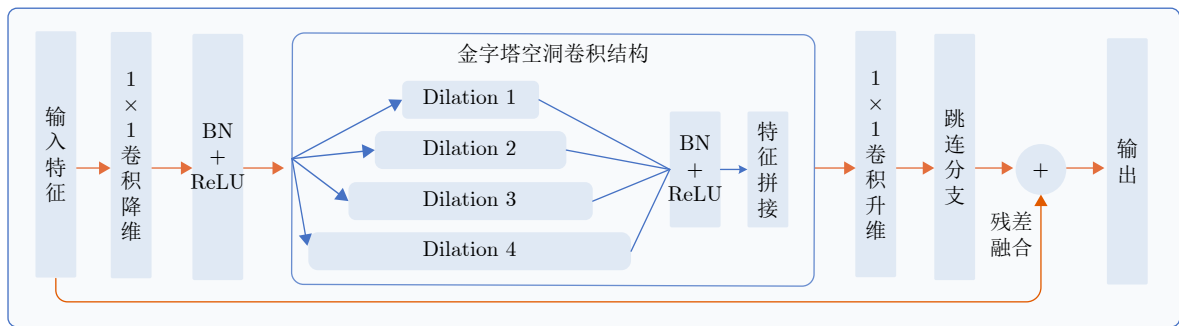 输入特征
1×1卷积降维
BN
+
ReLU
金字塔空洞卷积结构
Dilation 1
Dilation 2
Dilation 3
Dilation 4
BN
+
ReLU
特征拼接
1×1卷积升维
跳连分支
+
残差
融合
输出